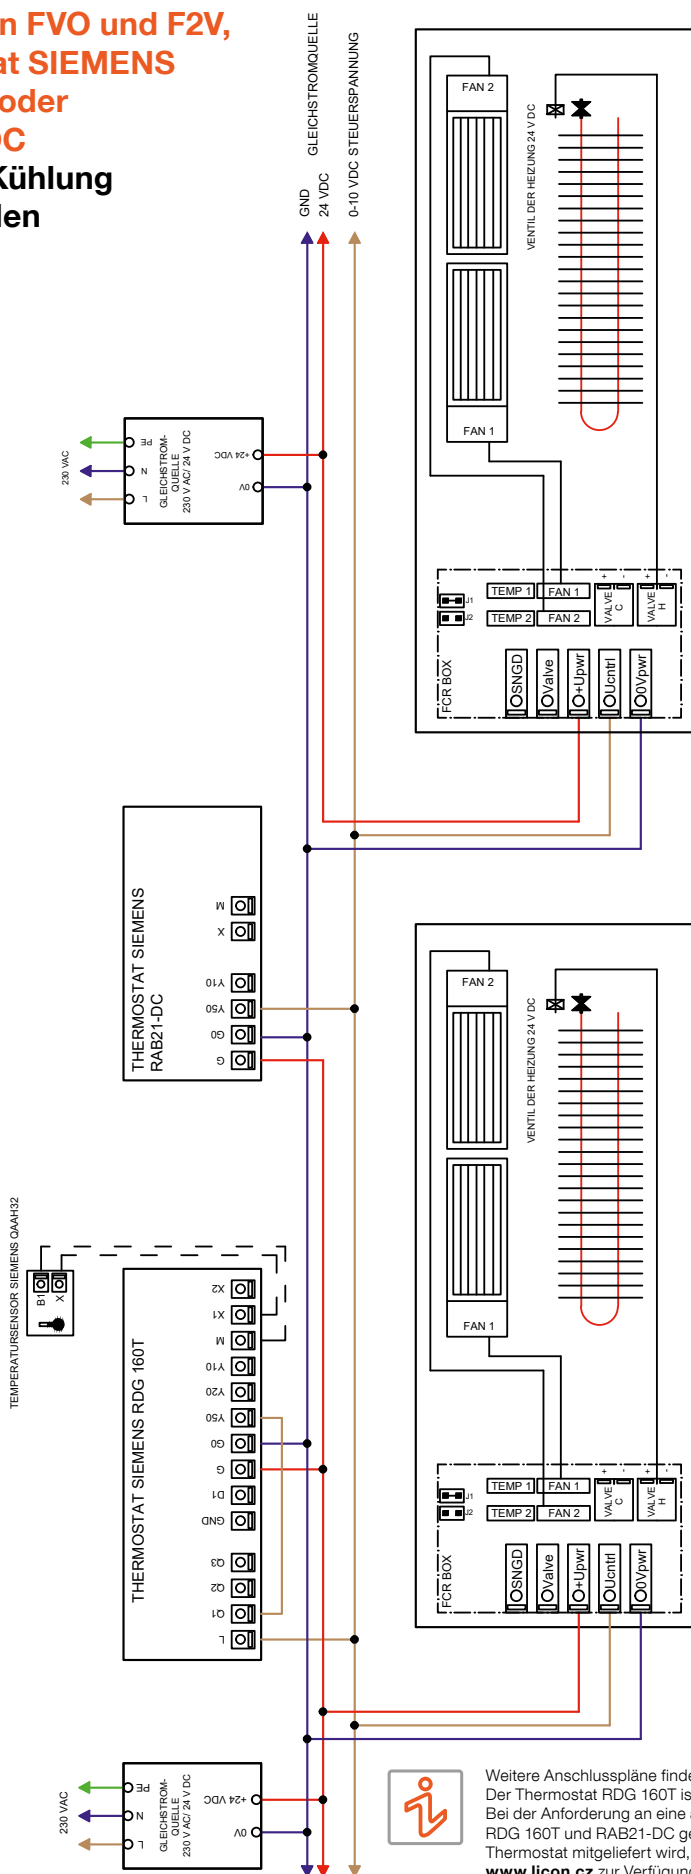 n FVO und F2V,
at SIEMENS
oder
DC
Kühlung
len
GLEICHSTROMQUELLE
GND
24 VDC
0-10 VDC STEUERSPANNUNG
230 VAC
PE
N
L
GLEICHSTROM-
QUELLE
230 V AC/ 24 V DC
+24 VDC
0V
FAN 2
VENTIL DER HEIZUNG 24 V DC
FAN 1
FCR BOX
J1
J2
TEMP 1
FAN 1
TEMP 2
FAN 2
VALVE
C
+
-
VALVE
H
+
-
SNGD
Valve
+Upwr
Ucntrl
0Vpwr
THERMOSTAT SIEMENS
RAB21-DC
M
X
Y10
Y50
G0
G
TEMPERATURSENSOR SIEMENS QAAH32
B1
X
THERMOSTAT SIEMENS RDG 160T
X2
X1
M
Y10
Y20
Y50
G0
G
D1
GND
Q3
Q2
Q1
L
FAN 2
VENTIL DER HEIZUNG 24 V DC
FAN 1
FCR BOX
J1
J2
TEMP 1
FAN 1
TEMP 2
FAN 2
VALVE
C
+
-
VALVE
H
+
-
SNGD
Valve
+Upwr
Ucntrl
0Vpwr
230 VAC
PE
N
L
GLEICHSTROM-
QUELLE
230 V AC/ 24 V DC
+24 VDC
0V
Weitere Anschlusspläne finde
Der Thermostat RDG 160T is
Bei der Anforderung an eine a
RDG 160T und RAB21-DC ge
Thermostat mitgeliefert wird,
www.licon.cz zur Verfügung